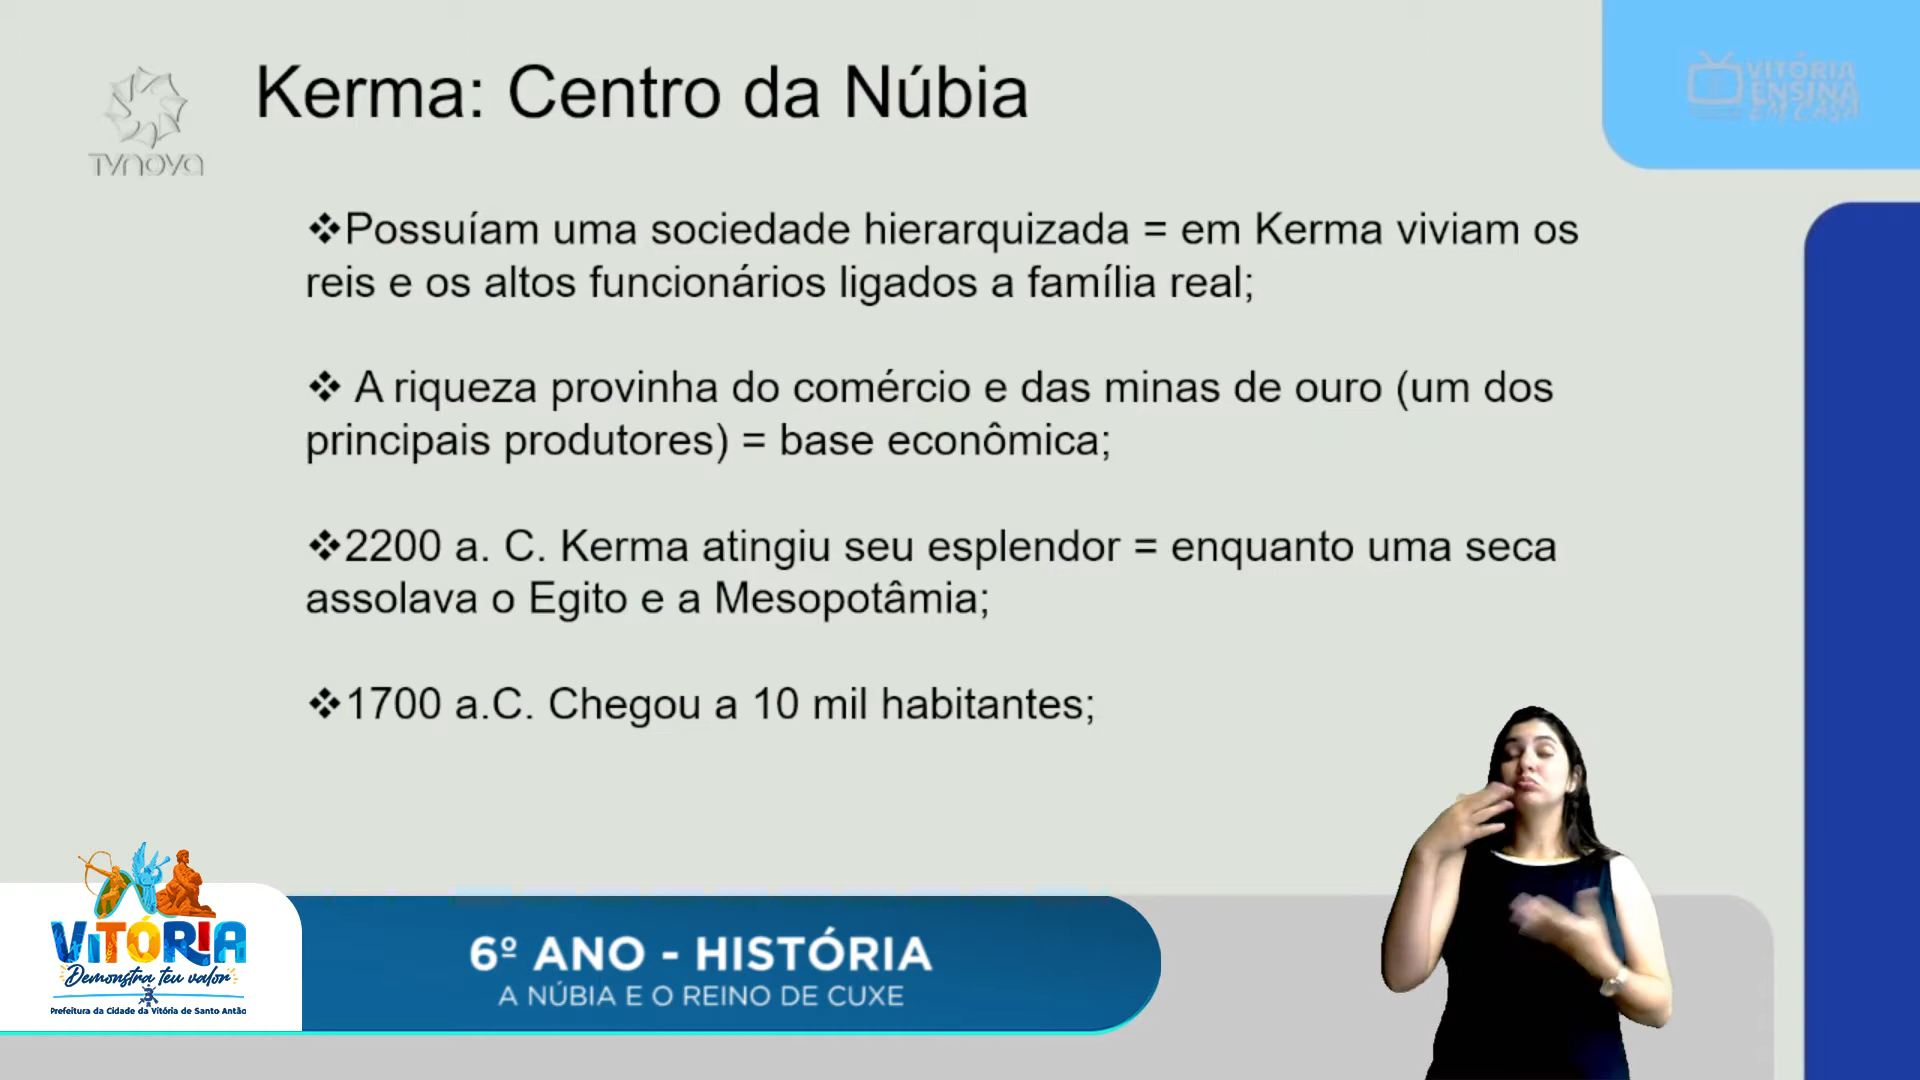 Kerma: Centro da Núbia
TVNOVA
VITÓRIA
ENSINA
EM CASA
❖Possuíam uma sociedade hierarquizada = em Kerma viviam os
reis e os altos funcionários ligados a família real;
❖ A riqueza provinha do comércio e das minas de ouro (um dos
principais produtores) = base econômica;
❖2200 a. C. Kerma atingiu seu esplendor = enquanto uma seca
assolava o Egito e a Mesopotâmia;
❖1700 a.C. Chegou a 10 mil habitantes;
VITÓRIA
Demonstra teu valor
Prefeitura da Cidade da Vitória de Santo Antão
6º ANO - HISTÓRIA
A NÚBIA E O REINO DE CUXE